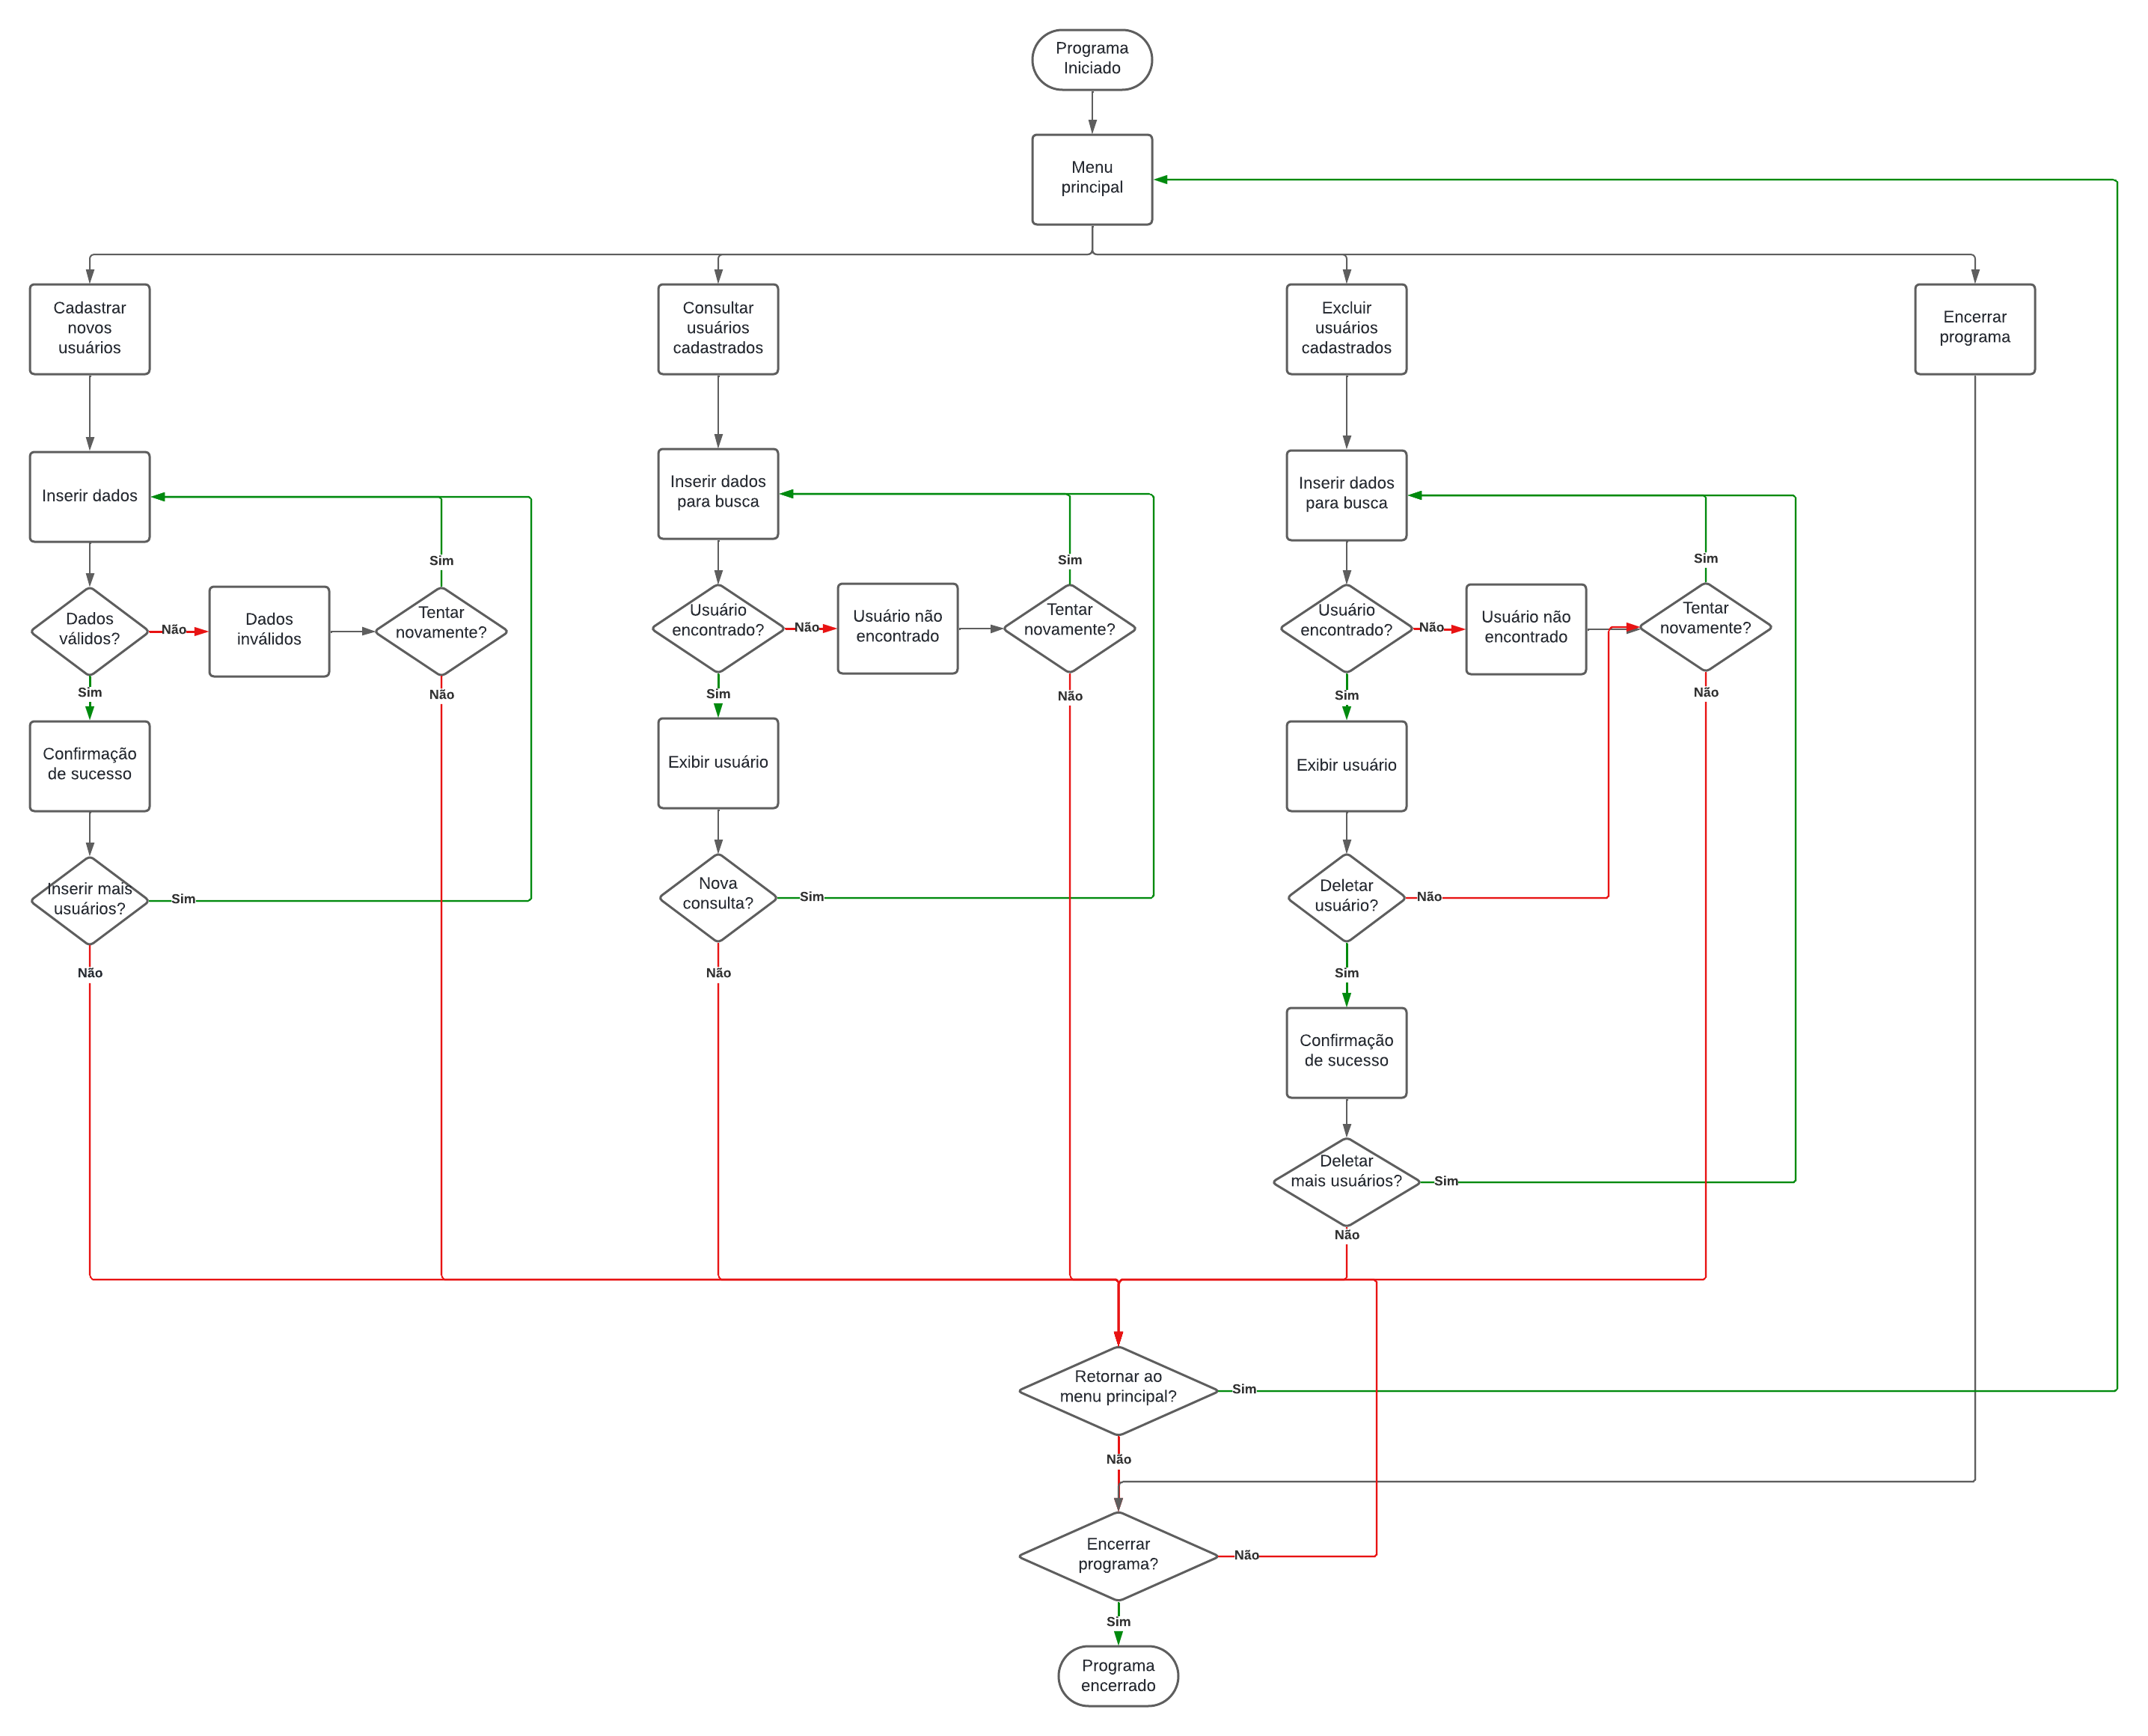 Programa
Iniciado
Menu
principal
Cadastrar
novos
usuários
Consultar
usuários
cadastrados
Excluir
usuários
cadastrados
Encerrar
programa
Inserir dados
Inserir dados
para busca
Inserir dados
para busca
Sim
Sim
Sim
Dados
válidos?
Não
Dados
inválidos
Tentar
novamente?
Usuário
encontrado?
Não
Usuário não
encontrado
Tentar
novamente?
Usuário
encontrado?
Não
Usuário não
encontrado
Tentar
novamente?
Sim
Não
Sim
Não
Sim
Não
Confirmação
de sucesso
Exibir usuário
Exibir usuário
Inserir mais
usuários?
Sim
Nova
consulta?
Sim
Deletar
usuário?
Não
Não
Não
Sim
Confirmação
de sucesso
Deletar
mais usuários?
Sim
Não
Retornar ao
menu principal?
Sim
Não
Encerrar
programa?
Não
Sim
Programa
encerrado